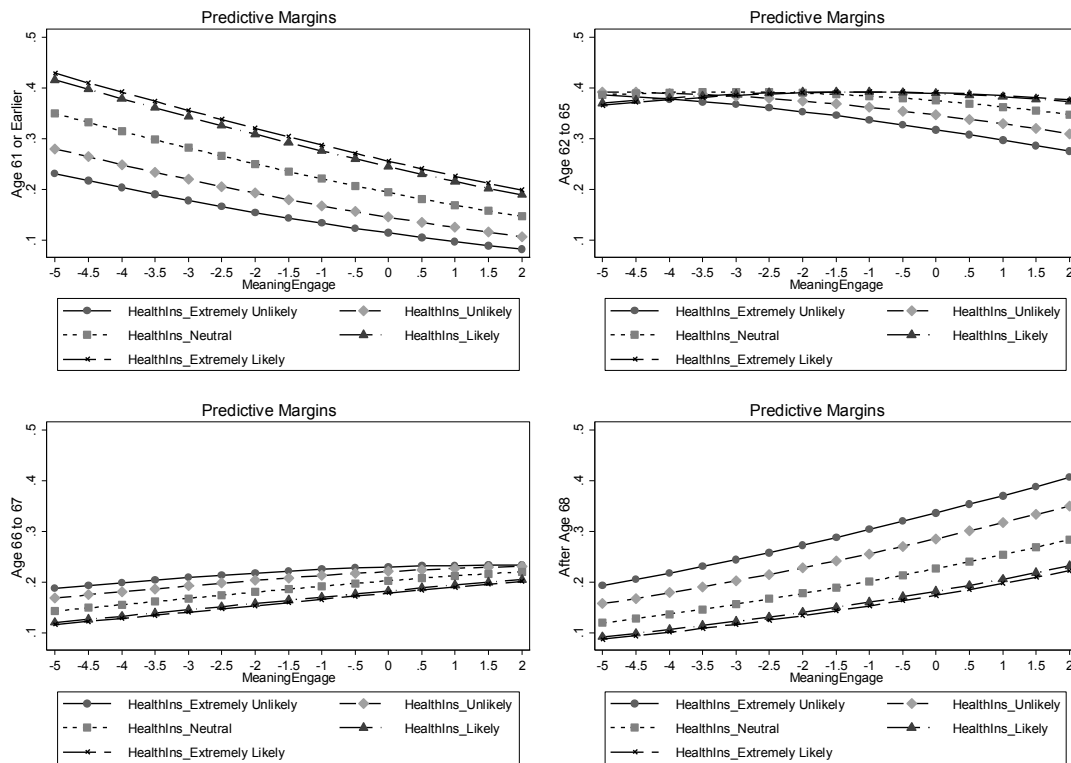 Predictive Margins
Age 61 or Earlier
.5
.4
.3
.2
.1
-5 -4.5 -4 -3.5 -3 -2.5 -2 -1.5 -1 -.5 0 .5 1 1.5 2
MeaningEngage
HealthIns_Extremely Unlikely HealthIns_Unlikely
HealthIns_Neutral HealthIns_Likely
HealthIns_Extremely Likely
Predictive Margins
Age 62 to 65
.5
.4
.3
.2
.1
-5 -4.5 -4 -3.5 -3 -2.5 -2 -1.5 -1 -.5 0 .5 1 1.5 2
MeaningEngage
HealthIns_Extremely Unlikely HealthIns_Unlikely
HealthIns_Neutral HealthIns_Likely
HealthIns_Extremely Likely
Predictive Margins
Age 66 to 67
.5
.4
.3
.2
.1
-5 -4.5 -4 -3.5 -3 -2.5 -2 -1.5 -1 -.5 0 .5 1 1.5 2
MeaningEngage
HealthIns_Extremely Unlikely HealthIns_Unlikely
HealthIns_Neutral HealthIns_Likely
HealthIns_Extremely Likely
Predictive Margins
After Age 68
.5
.4
.3
.2
.1
-5 -4.5 -4 -3.5 -3 -2.5 -2 -1.5 -1 -.5 0 .5 1 1.5 2
MeaningEngage
HealthIns_Extremely Unlikely HealthIns_Unlikely
HealthIns_Neutral HealthIns_Likely
HealthIns_Extremely Likely